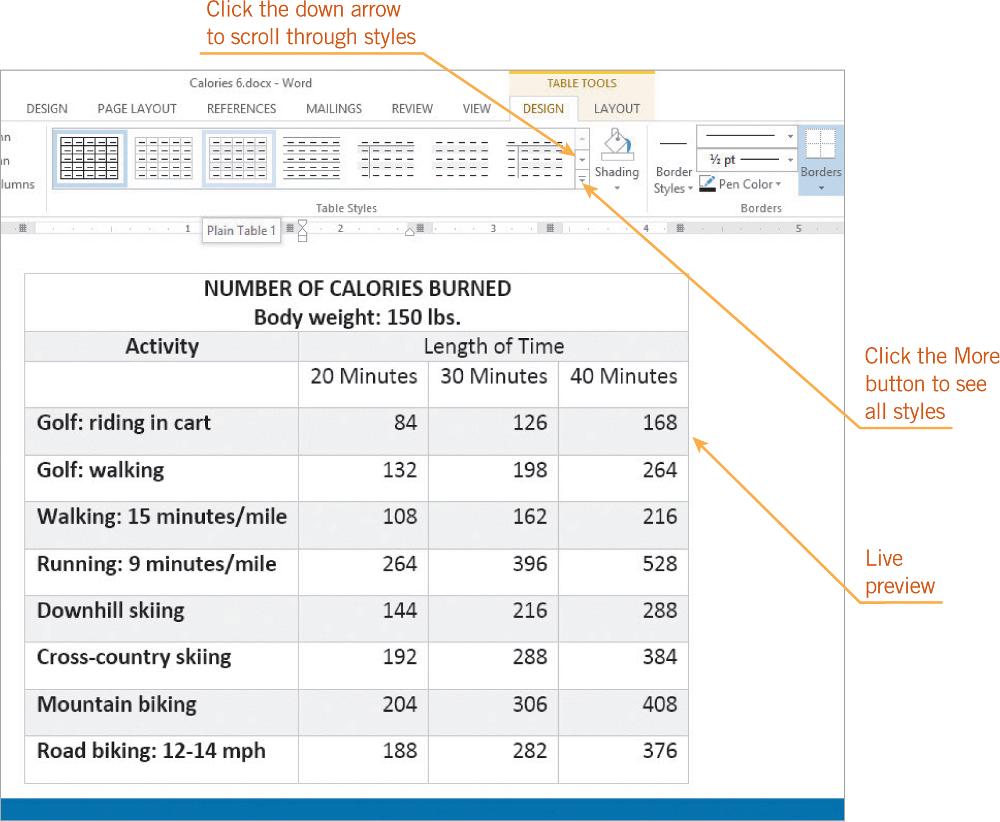 Click the down arrow
to scroll through styles
Calories 6.docx - Word
TABLE TOOLS
DESIGN PAGE LAYOUT REFERENCES MAILINGS REVIEW VIEW DESIGN LAYOUT
nn
n
lumns
Shading
Border
Styles
½ pt
Pen Color
Borders
Table Styles
Borders
1 2 3 4 5
Plain Table 1
NUMBER OF CALORIES BURNED
Body weight: 150 lbs.
Activity Length of Time
20 Minutes 30 Minutes 40 Minutes
Golf: riding in cart 84 126 168
Golf: walking 132 198 264
Walking: 15 minutes/mile 108 162 216
Running: 9 minutes/mile 264 396 528
Downhill skiing 144 216 288
Cross-country skiing 192 288 384
Mountain biking 204 306 408
Road biking: 12-14 mph 188 282 376
Click the More
button to see
all styles
Live
preview